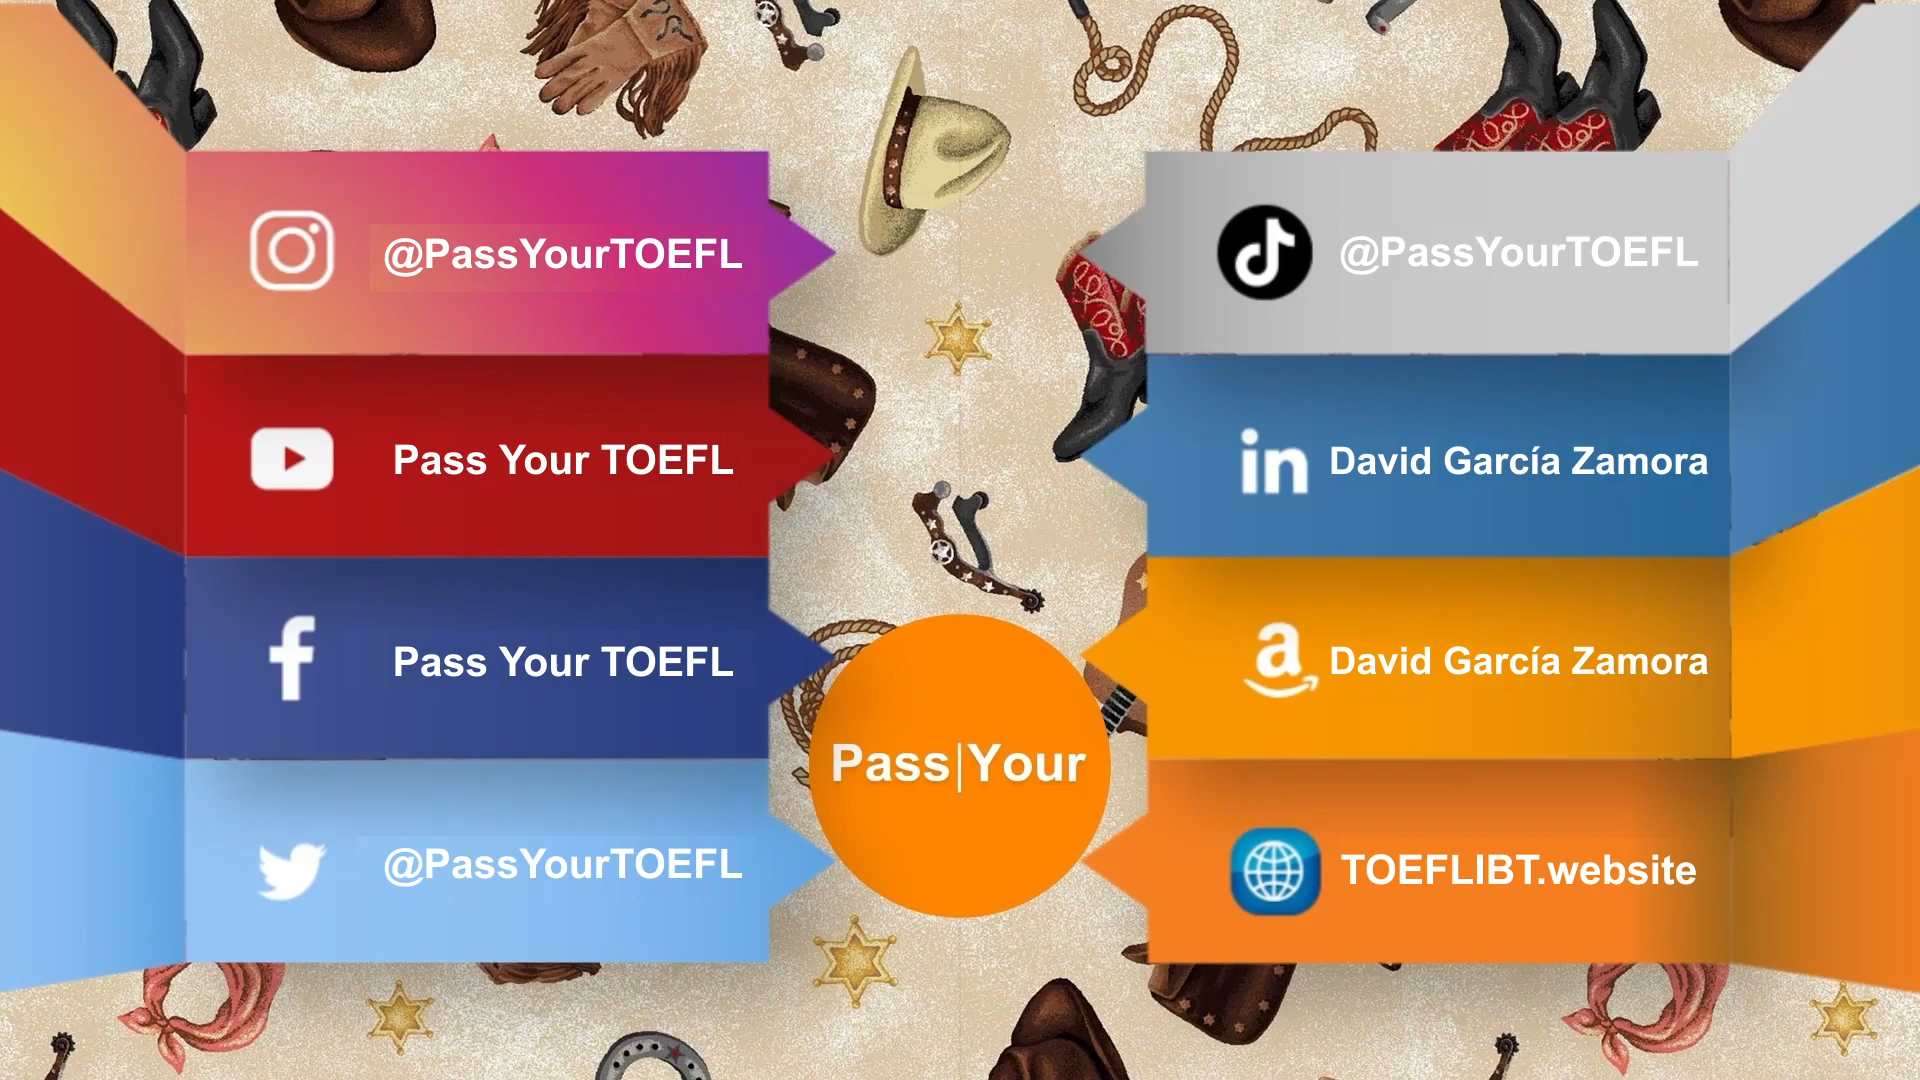 @PassYourTOEFL
Pass Your TOEFL
Pass Your TOEFL
@PassYourTOEFL
Pass|Your
@PassYourTOEFL
in David García Zamora
a David García Zamora
TOEFLIBT.website